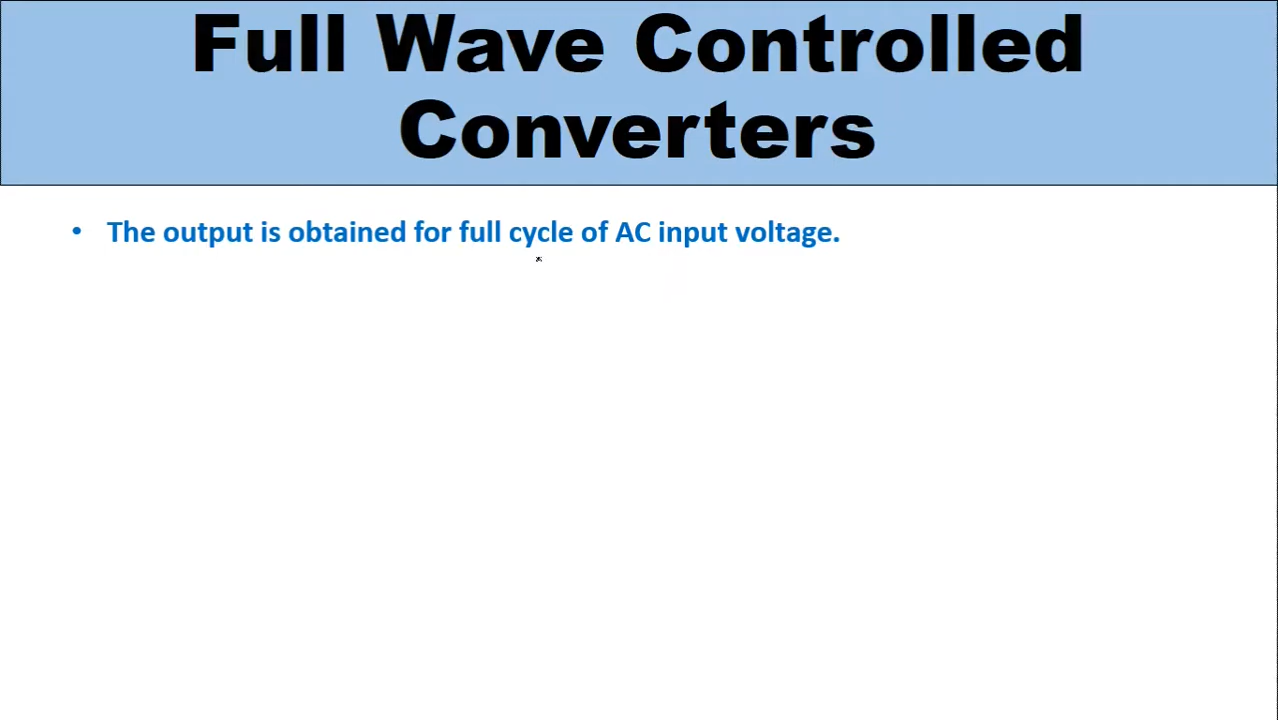 Full Wave Controlled
Converters
• The output is obtained for full cycle of AC input voltage.